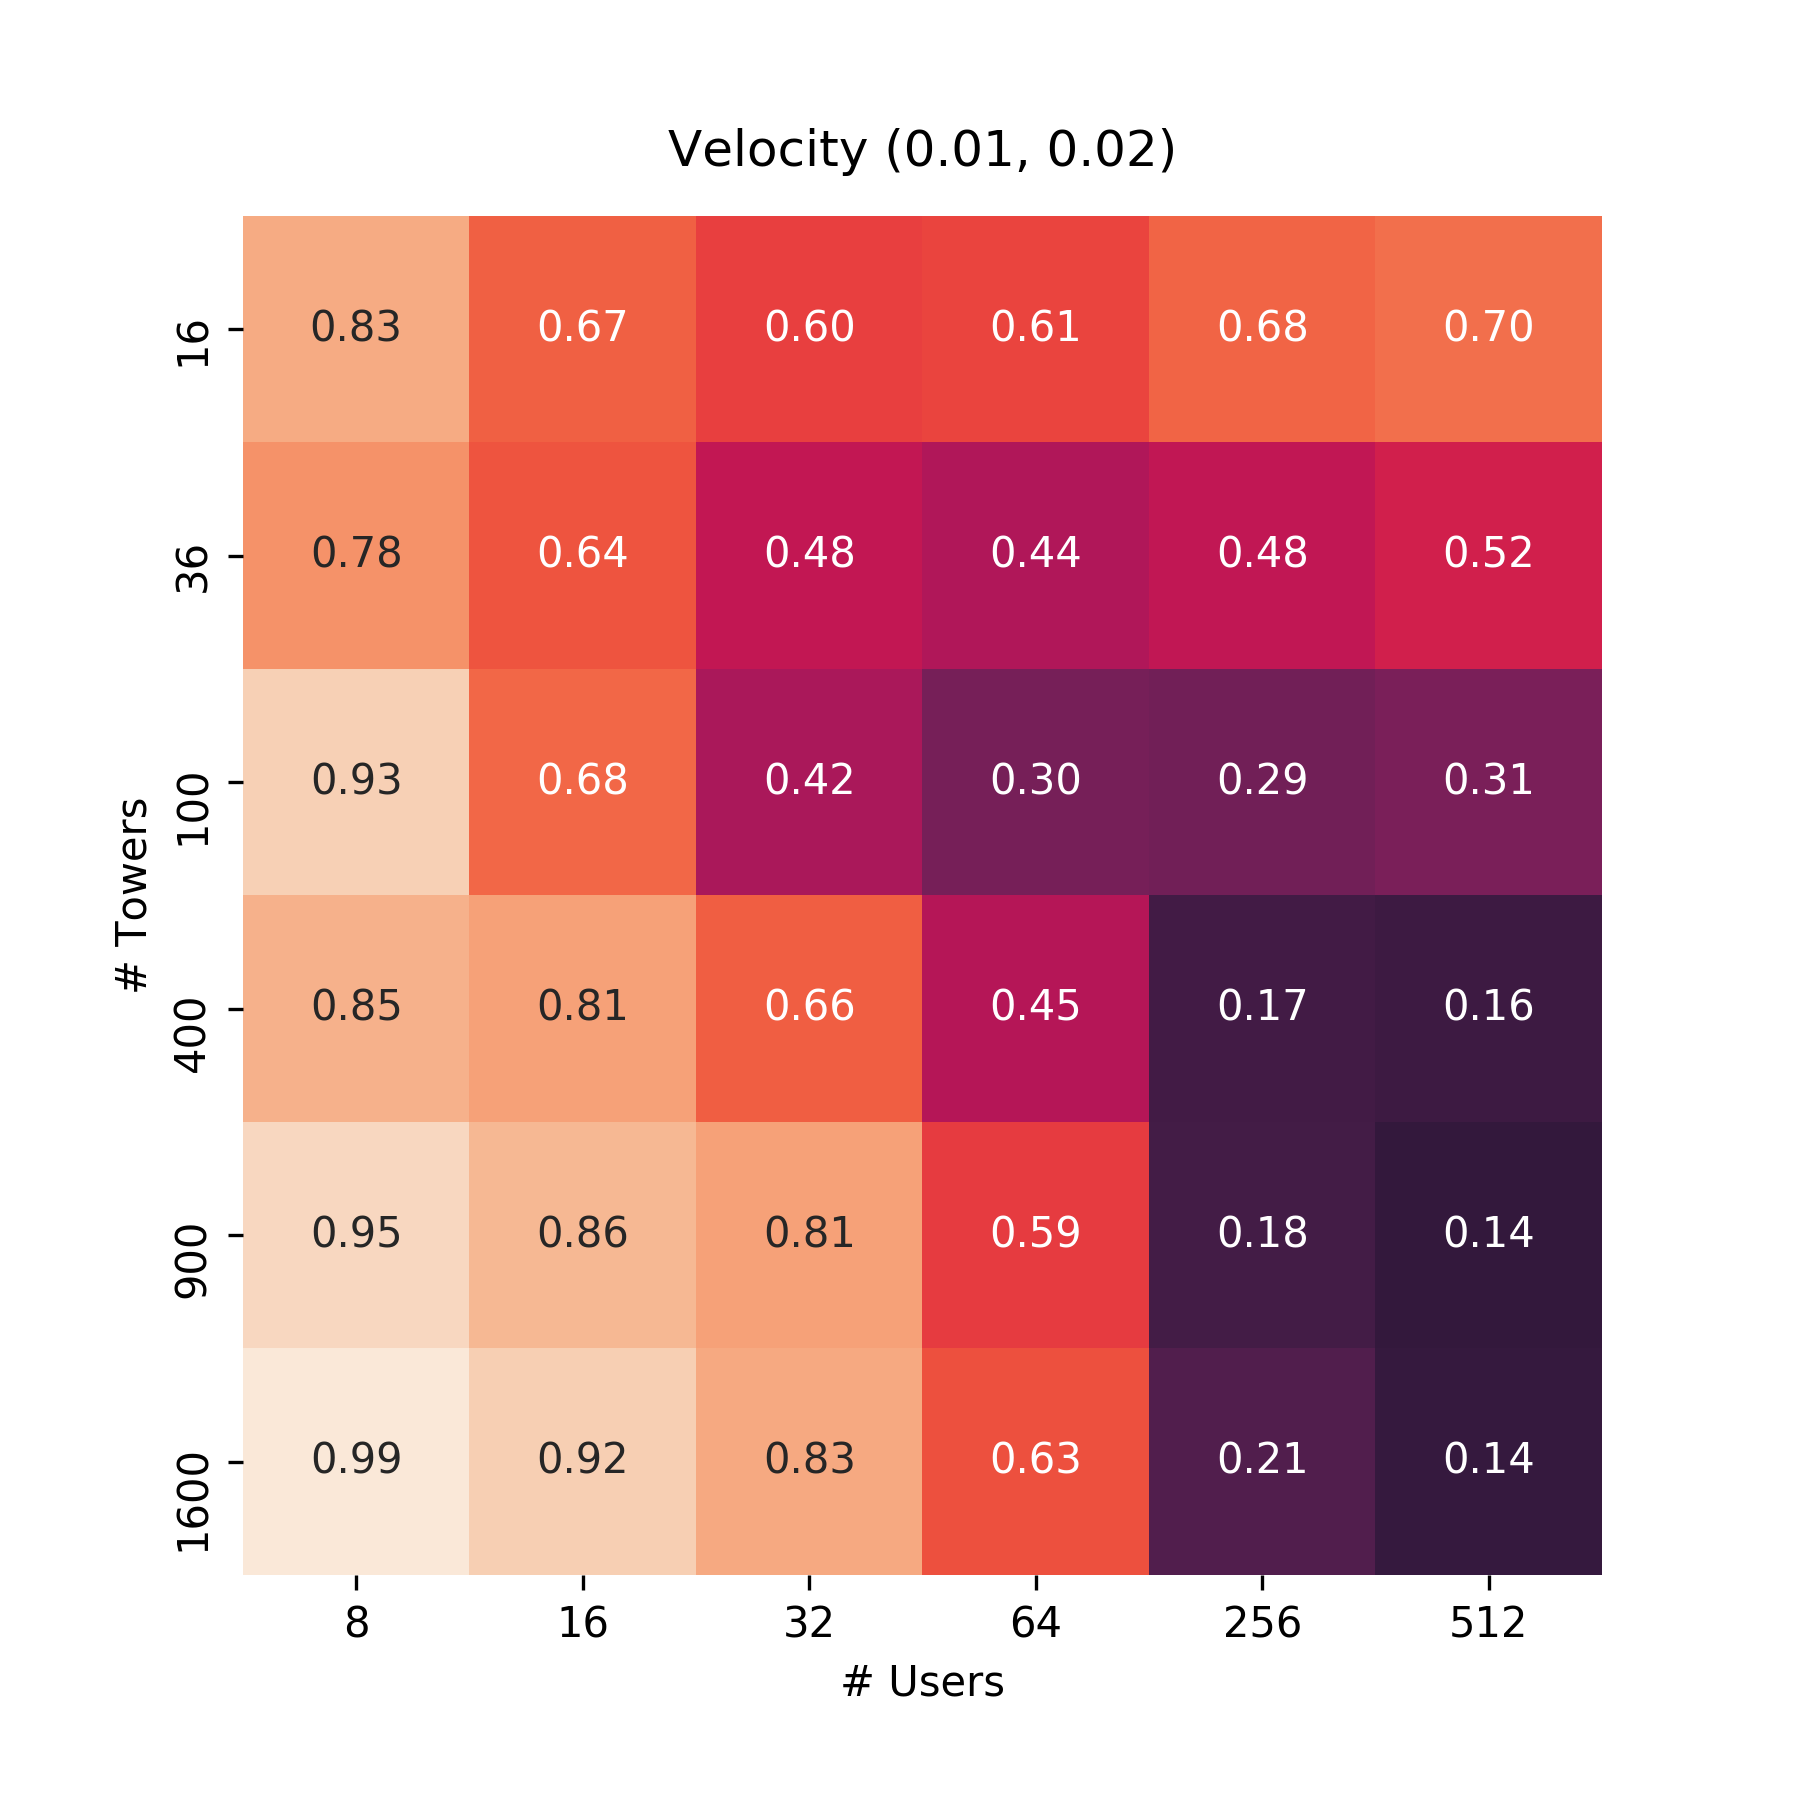 Velocity (0.01, 0.02)
# Towers
16 0.83 0.67 0.60 0.61 0.68 0.70
36 0.78 0.64 0.48 0.44 0.48 0.52
100 0.93 0.68 0.42 0.30 0.29 0.31
400 0.85 0.81 0.66 0.45 0.17 0.16
900 0.95 0.86 0.81 0.59 0.18 0.14
1600 0.99 0.92 0.83 0.63 0.21 0.14
8 16 32 64 256 512
# Users